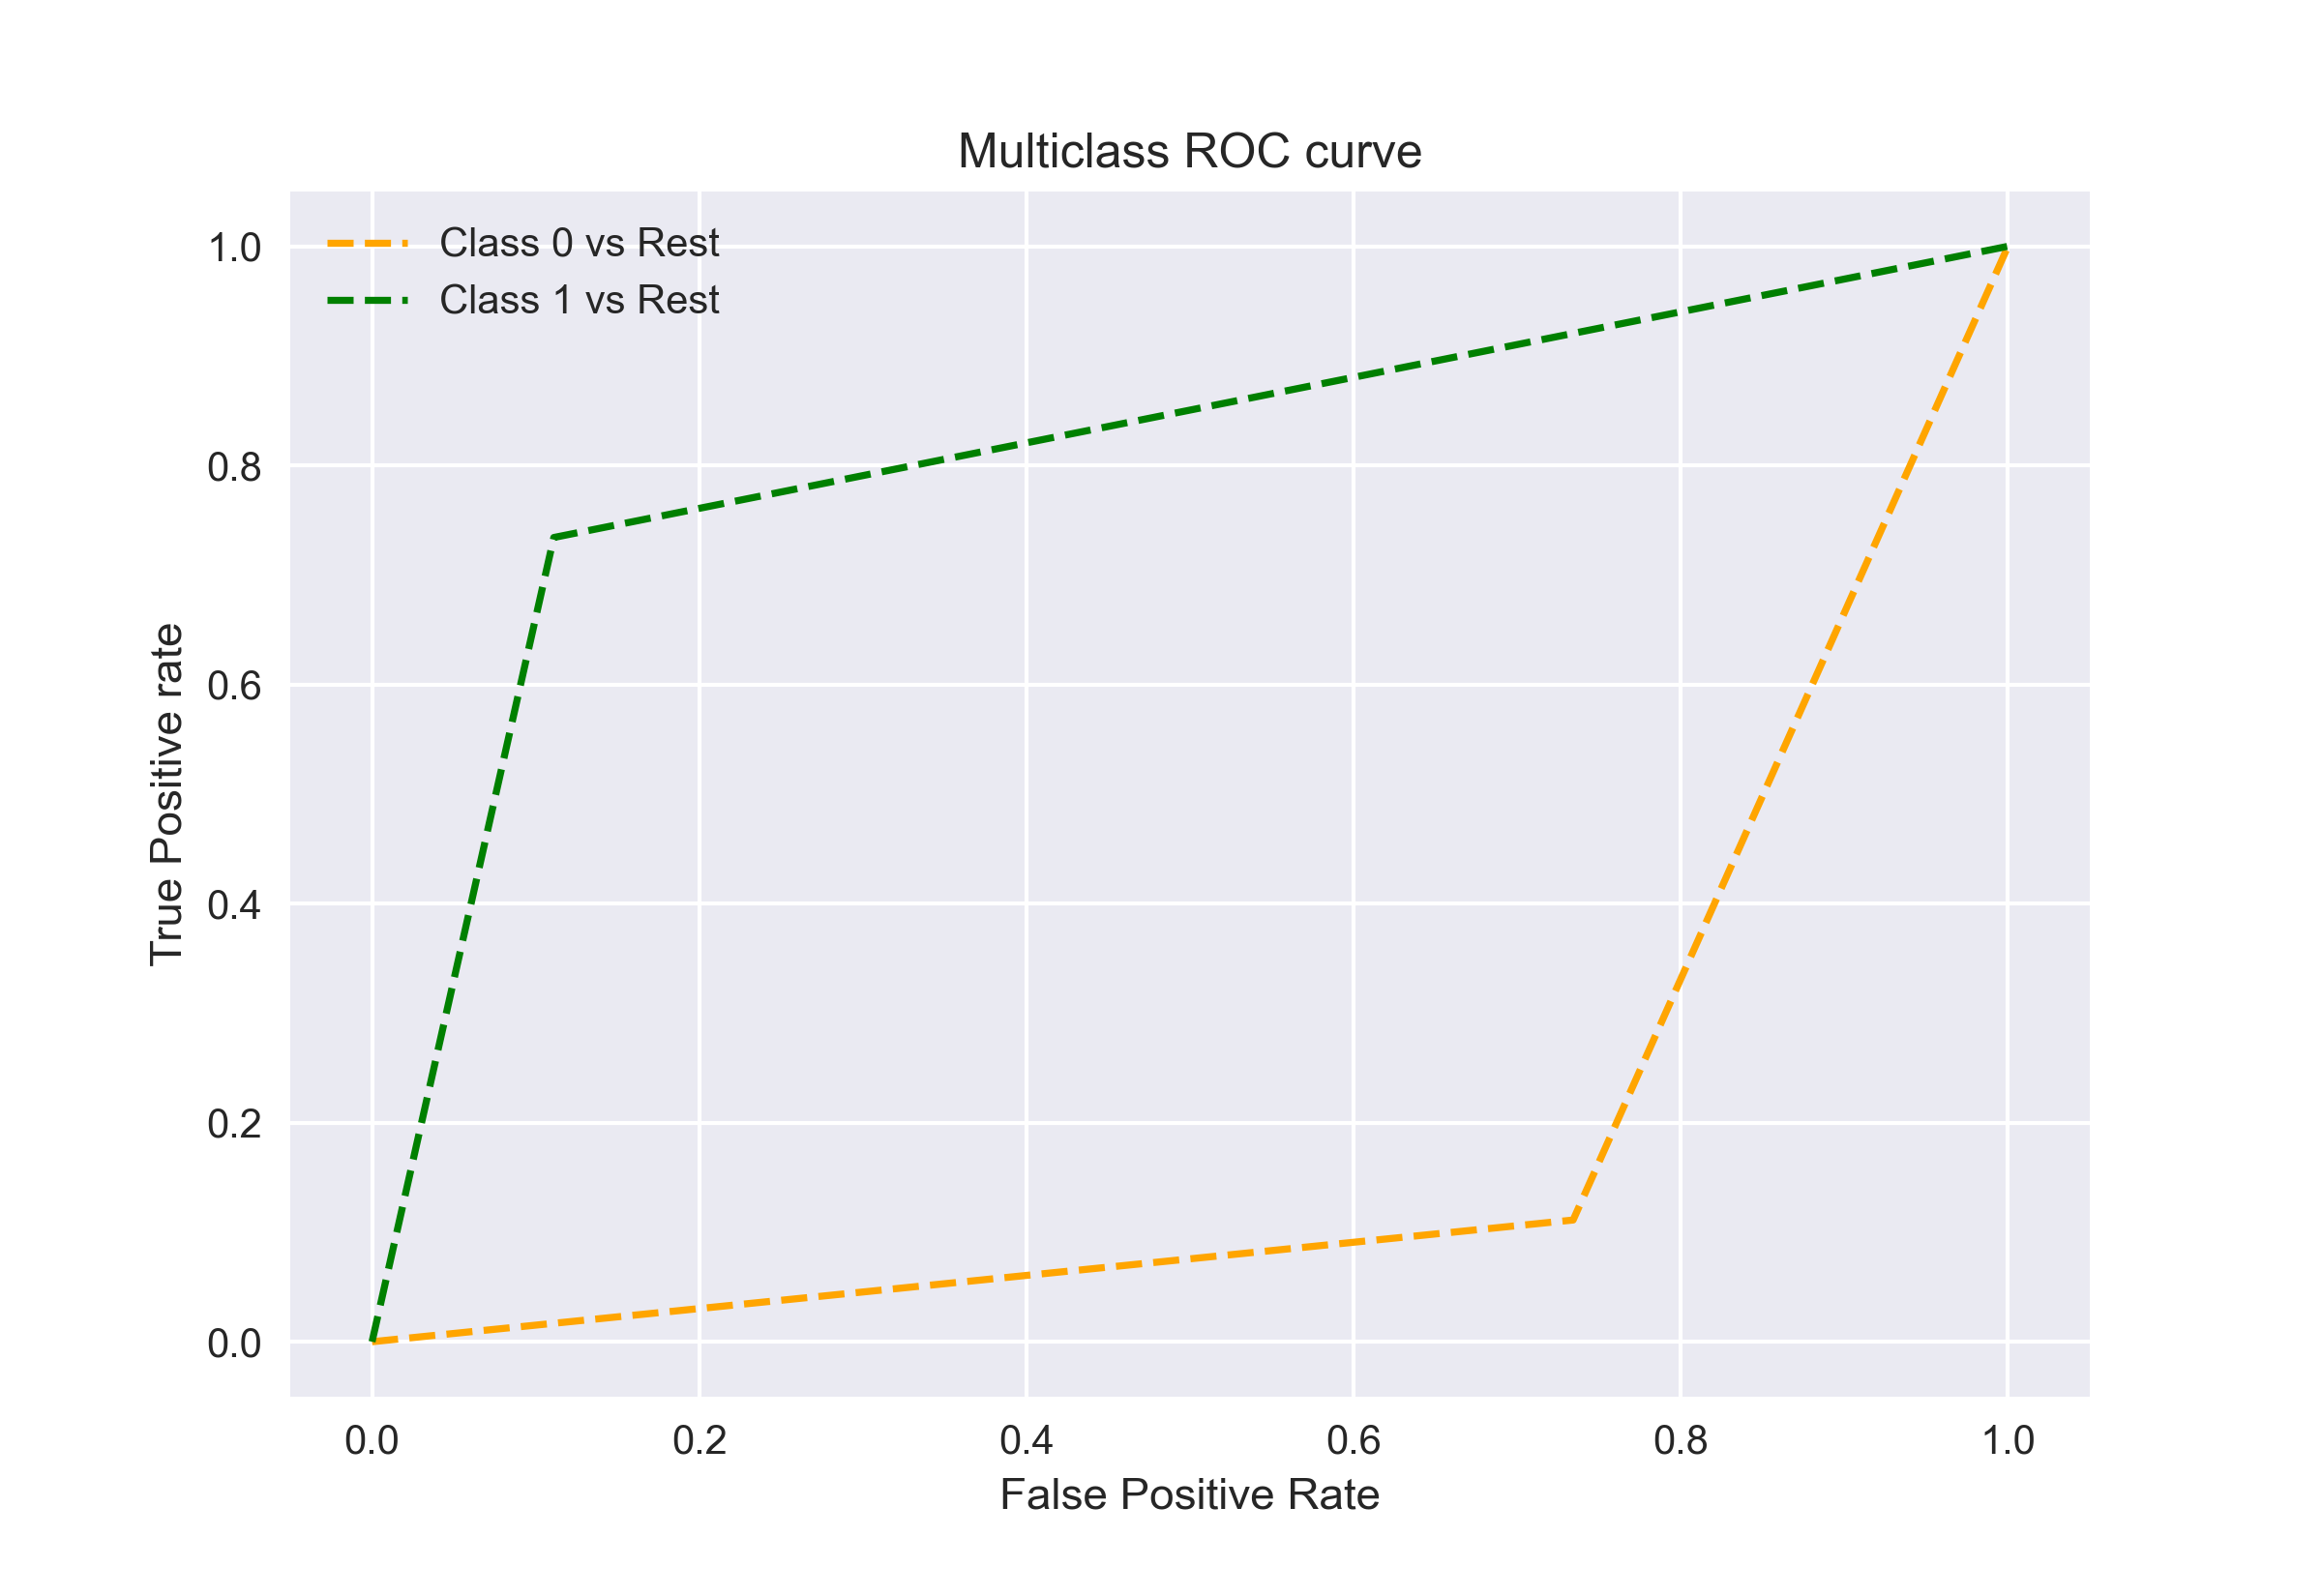 Multiclass ROC curve
Class 0 vs Rest
Class 1 vs Rest
True Positive rate
1.0
0.8
0.6
0.4
0.2
0.0
0.0 0.2 0.4 0.6 0.8 1.0
False Positive Rate